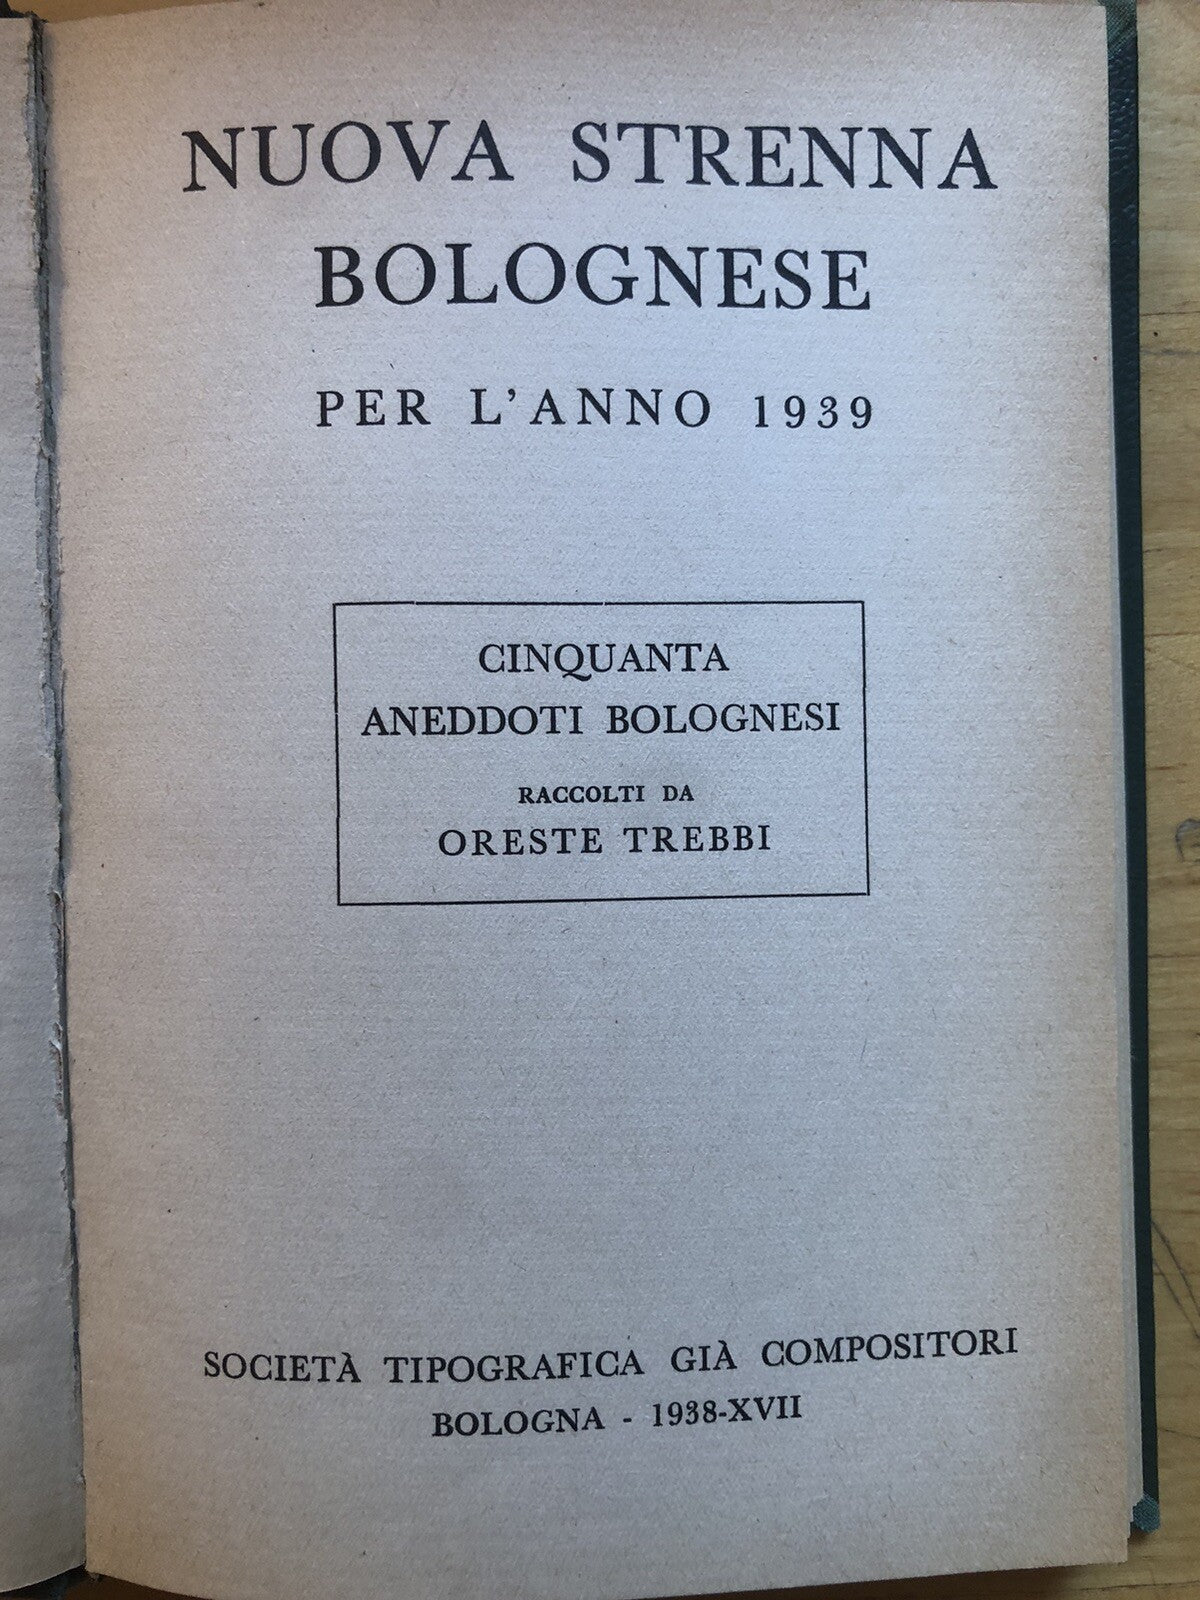 NUOVA STRENNA
BOLOGNESE
PER L'ANNO 1939
CINQUANTA
ANEDDOTI BOLOGNESI
RACCOLTI DA
ORESTE TREBBI
SOCIETÀ TIPOGRAFICA GIÀ COMPOSITORI
BOLOGNA - 1938-XVII